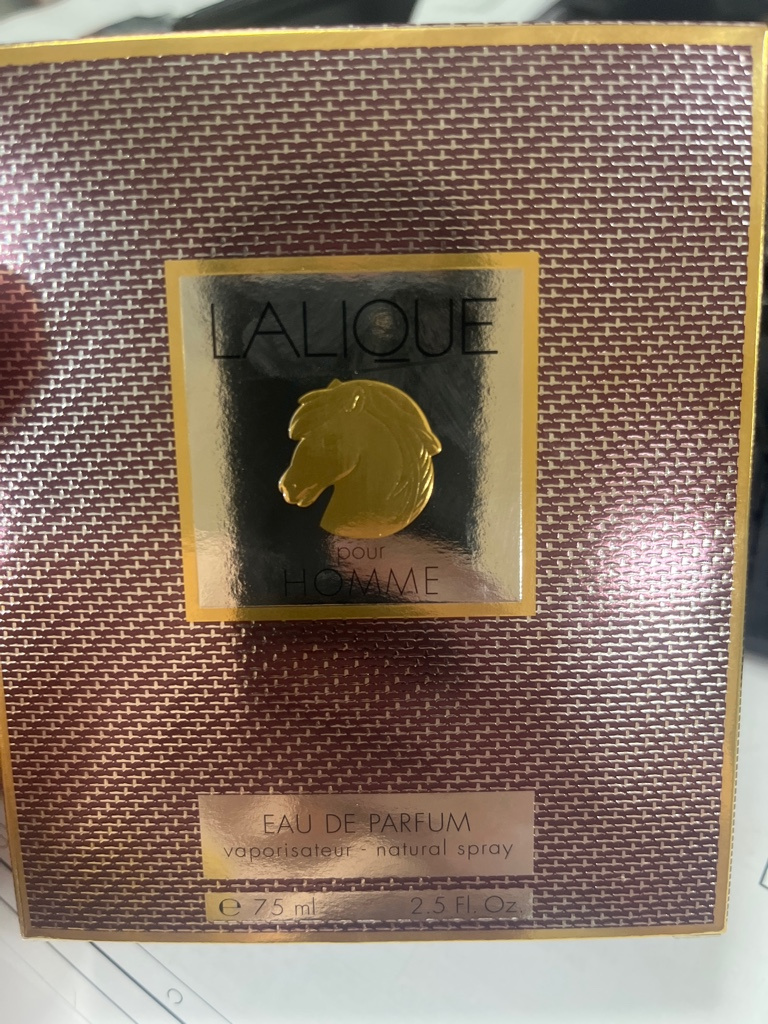 LALIQUE
pour
HOMME
EAU DE PARFUM
vaporisateur - natural spray
℮ 75 ml 2.5 Fl. Oz.